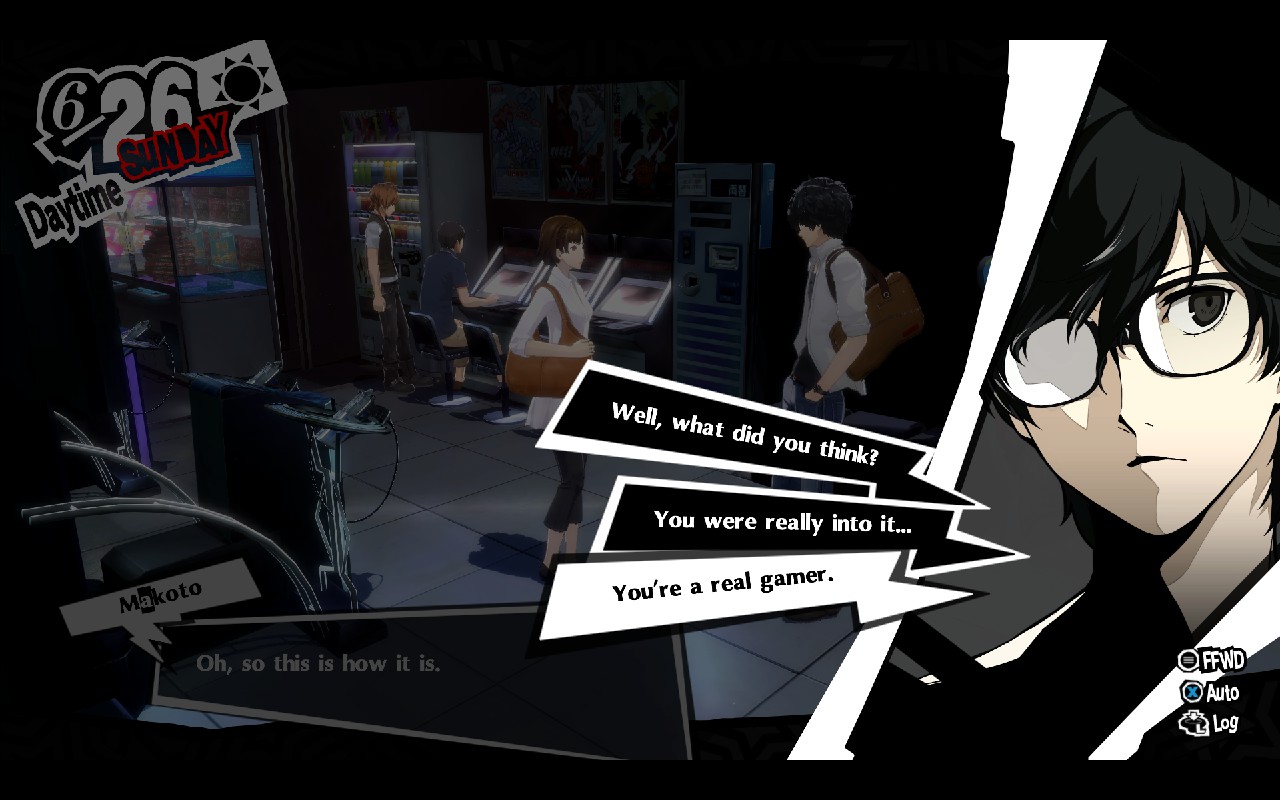 6/26
SUNDAY
Daytime
Well, what did you think?
You were really into it...
You're a real gamer.
Makoto
Oh, so this is how it is.
FFWD
X Auto
L Log